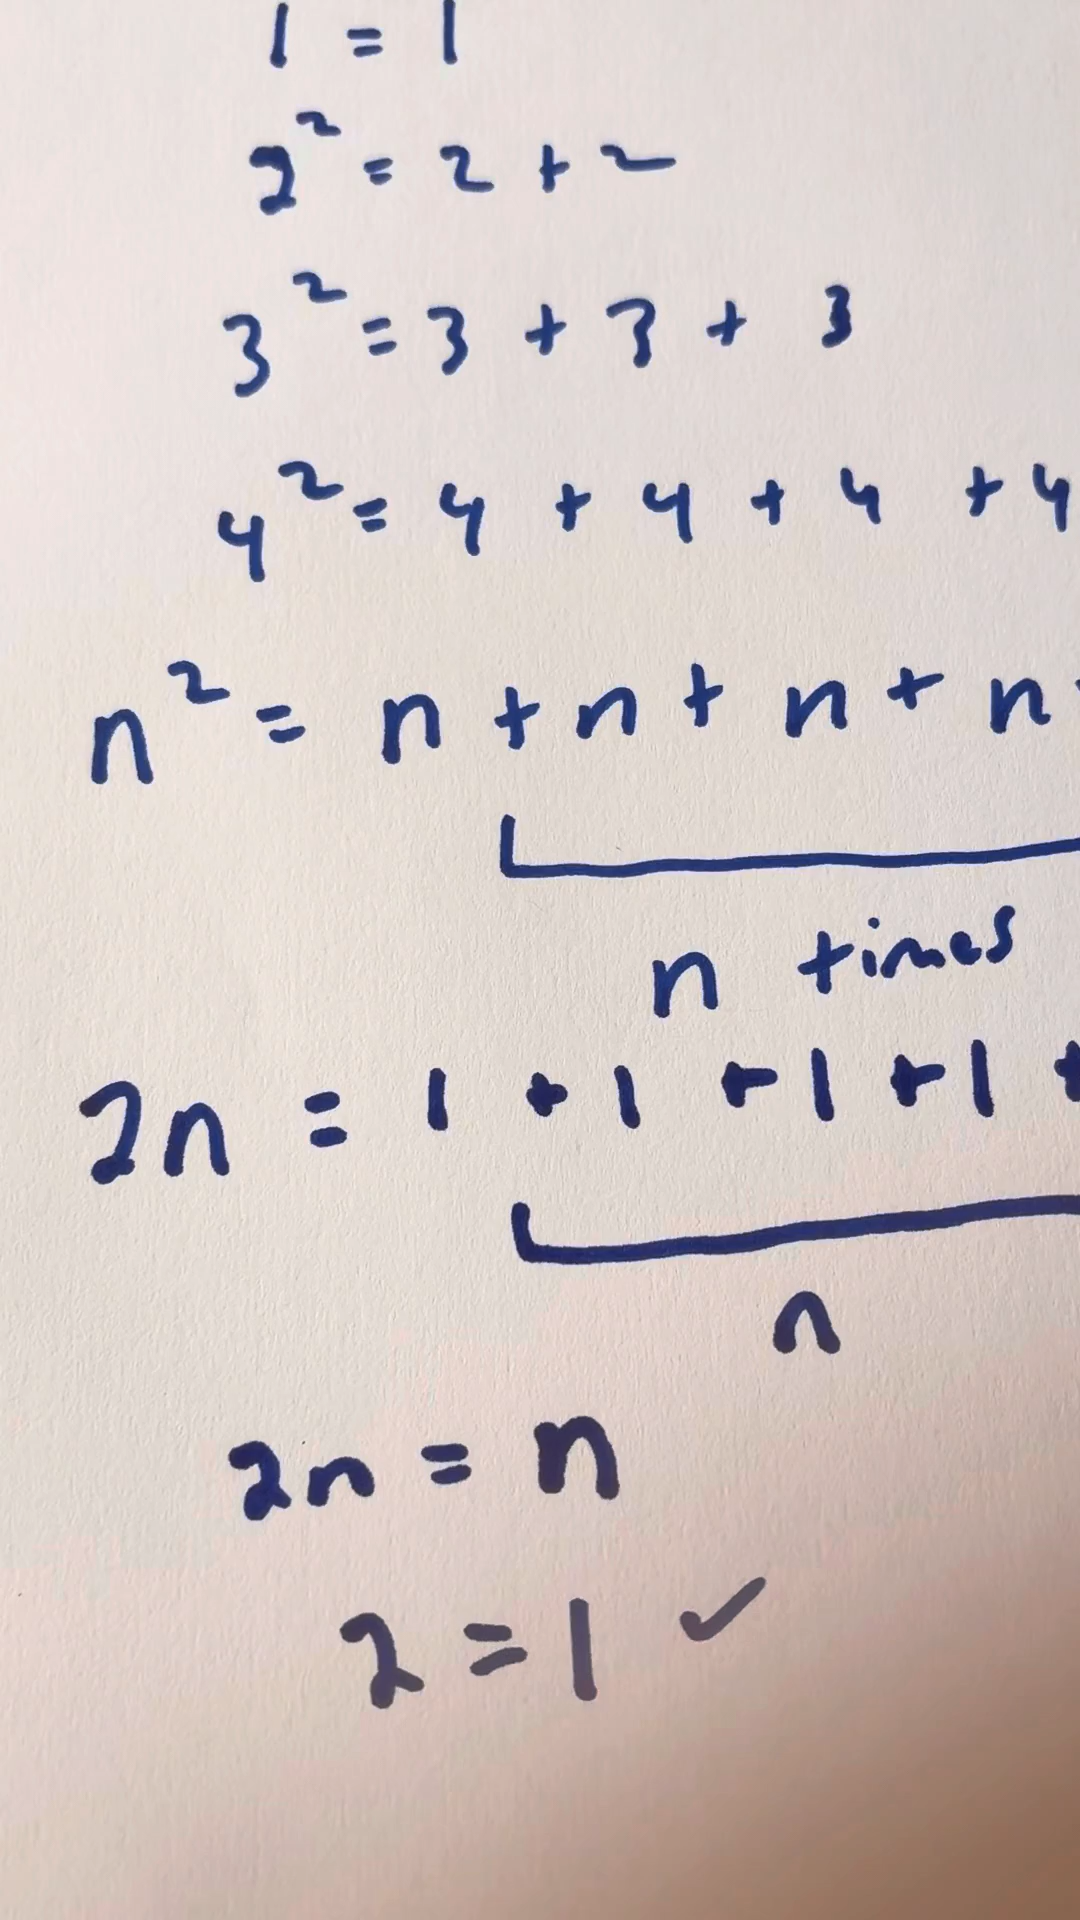 1 = 1
2² = 2 + 2
3² = 3 + 3 + 3
4² = 4 + 4 + 4 + 4
n² = n + n + n + n
n times
2n = 1 + 1 + 1 + 1 +
n
2n = n
2 = 1 ✓